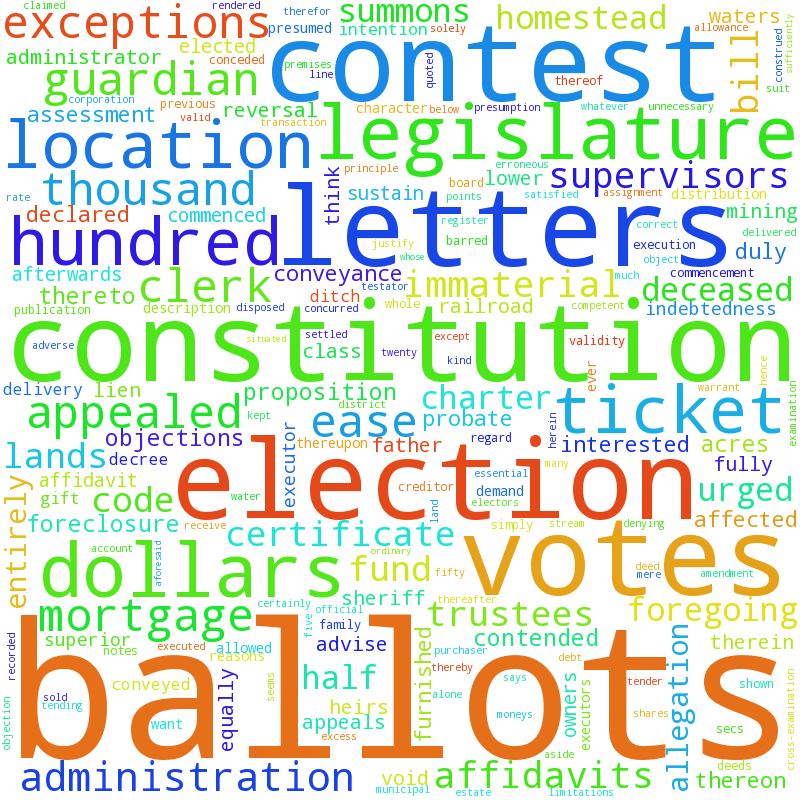 claimed
rendered
therefor
summons
exceptions
presumed
intention
solely
homestead
waters
allowance
elected
administrator
conceded
contest
bill
construed
sufficiently
guardian
premises
line
quoted
thereof
suit
corporation
previous
valid
reversal
character
below
presumption
whatever
unnecessary
assessment
transaction
legislature
location
think
principle
erroneous
lower
supervisors
thousand
sustain
board
points
satisfied
assignment
distribution
rate
declared
commenced
register
mining
hundred
letters
barred
correct
delivered
justify
whose
execution
object
duly
afterwards
conveyance
testator
immaterial
much
commencement
competent
deceased
thereto
clerk
ditch
whole
railroad
indebtedness
publication
description
disposed
concurred
constitution
adverse
situated
settled
class
twenty
except
kind
validity
ever
warrant
hence
delivery
lien
proposition
charter
ticket
appealed
kept
district
ease
probate
examination
objections
executor
thereupon
father
regard
herein
interested
acres
lands
decree
election
essential
many
fully
affidavit
creditor
demand
urged
entirely
gift
code
water
electors
land
foreclosure
receive
certificate
simply
stream
denying
affected
account
aforesaid
ordinary
votes
dollars
fund
fifty
deed
mere
amendment
certainly
official
sheriff
thereafter
mortgage
five
family
trustees
foregoing
superior
notes
executed
allowed
advise
furnished
contended
therein
recorded
reasons
purchaser
debt
allegation
ballots
thereby
conveyed
equally
seems
half
says
owners
tender
shown
cross-examination
sold
tending
heirs
alone
moneys
shares
objection
want
appeals
executors
secs
excess
aside
administration
void
affidavits
deeds
thereon
municipal
estate
limitations